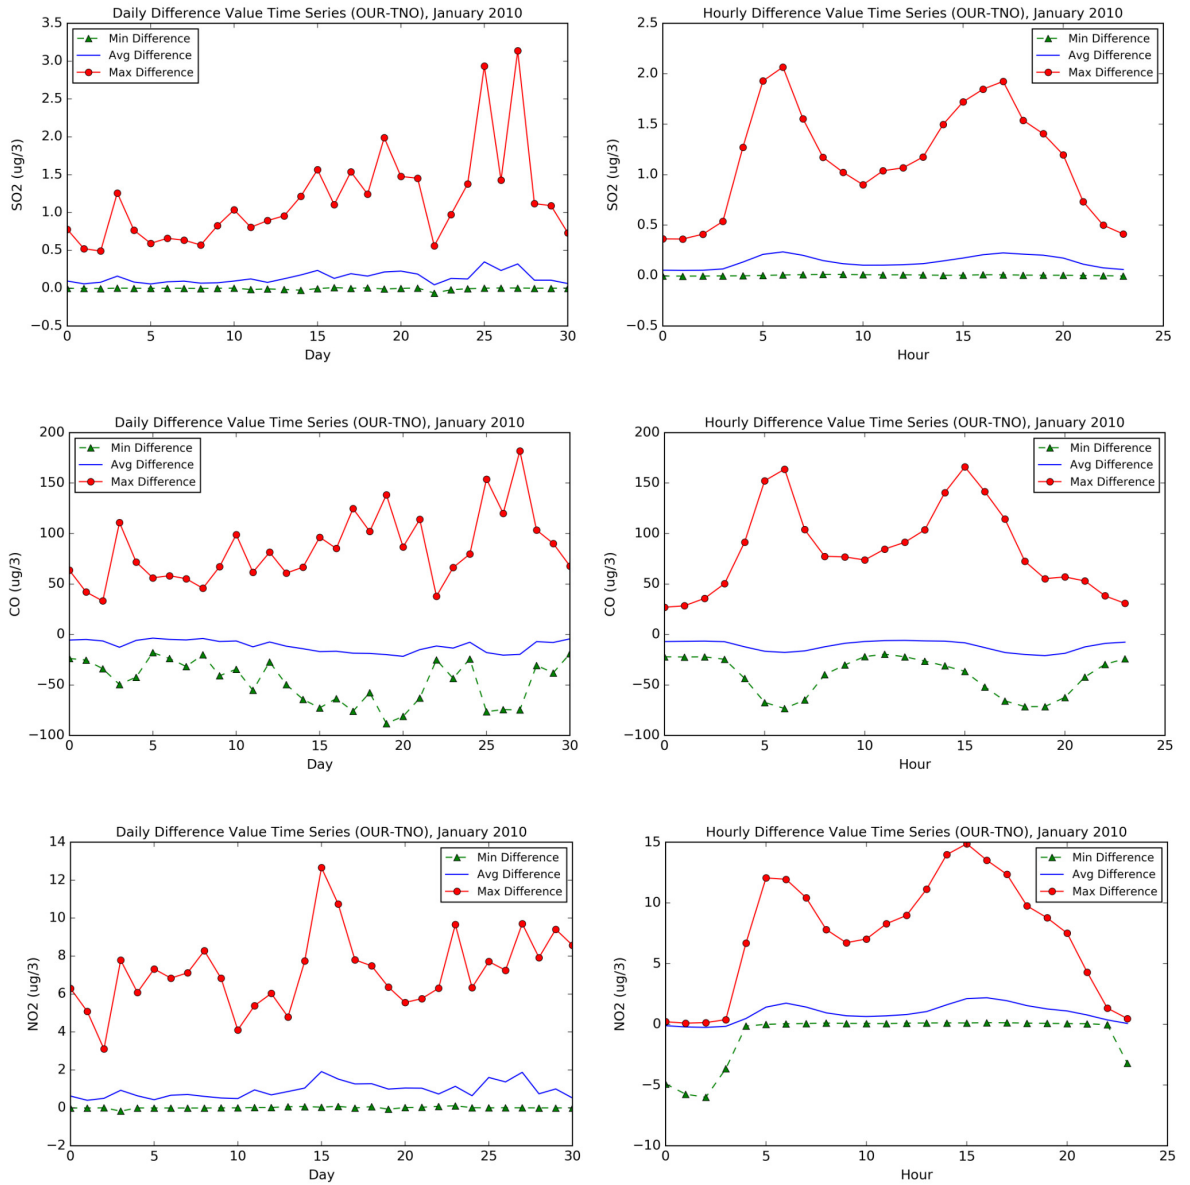 Daily Difference Value Time Series (OUR-TNO), January 2010
3.5
3.0
2.5
2.0
1.5
1.0
0.5
0.0
−0.5
SO2 (ug/3)
Min Difference
Avg Difference
Max Difference
0 5 10 15 20 25 30
Day
Hourly Difference Value Time Series (OUR-TNO), January 2010
2.5
2.0
1.5
1.0
0.5
0.0
−0.5
SO2 (ug/3)
Min Difference
Avg Difference
Max Difference
0 5 10 15 20 25
Hour
Daily Difference Value Time Series (OUR-TNO), January 2010
200
150
100
50
0
−50
−100
CO (ug/3)
Min Difference
Avg Difference
Max Difference
0 5 10 15 20 25 30
Day
Hourly Difference Value Time Series (OUR-TNO), January 2010
200
150
100
50
0
−50
−100
CO (ug/3)
Min Difference
Avg Difference
Max Difference
0 5 10 15 20 25
Hour
Daily Difference Value Time Series (OUR-TNO), January 2010
14
12
10
8
6
4
2
0
−2
NO2 (ug/3)
Min Difference
Avg Difference
Max Difference
0 5 10 15 20 25 30
Day
Hourly Difference Value Time Series (OUR-TNO), January 2010
15
10
5
0
−5
−10
NO2 (ug/3)
Min Difference
Avg Difference
Max Difference
0 5 10 15 20 25
Hour